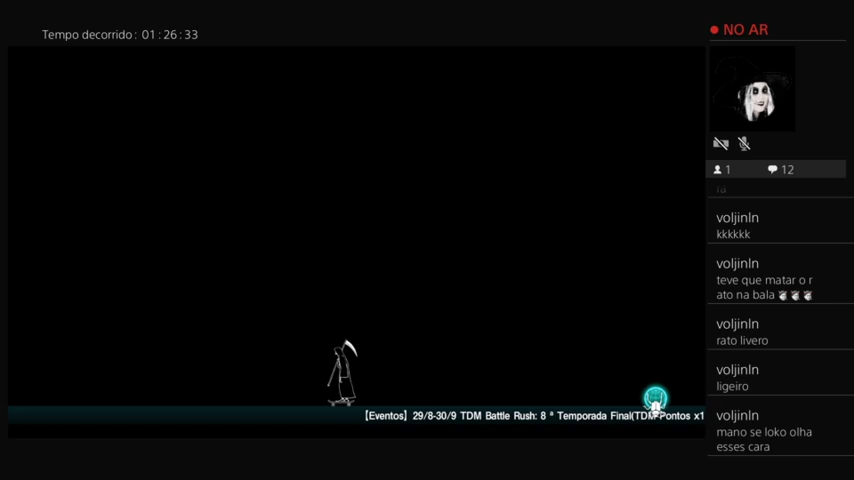 Tempo decorrido: 01:26:33
NO AR
1
12
voljinln
kkkkkk
voljinln
teve que matar o r
ato na bala
voljinln
rato livero
voljinln
ligeiro
voljinln
mano se loko olha
esses cara
[Eventos] 29/8-30/9 TDM Battle Rush: 8 ª Temporada Final(TDM Pontos x1